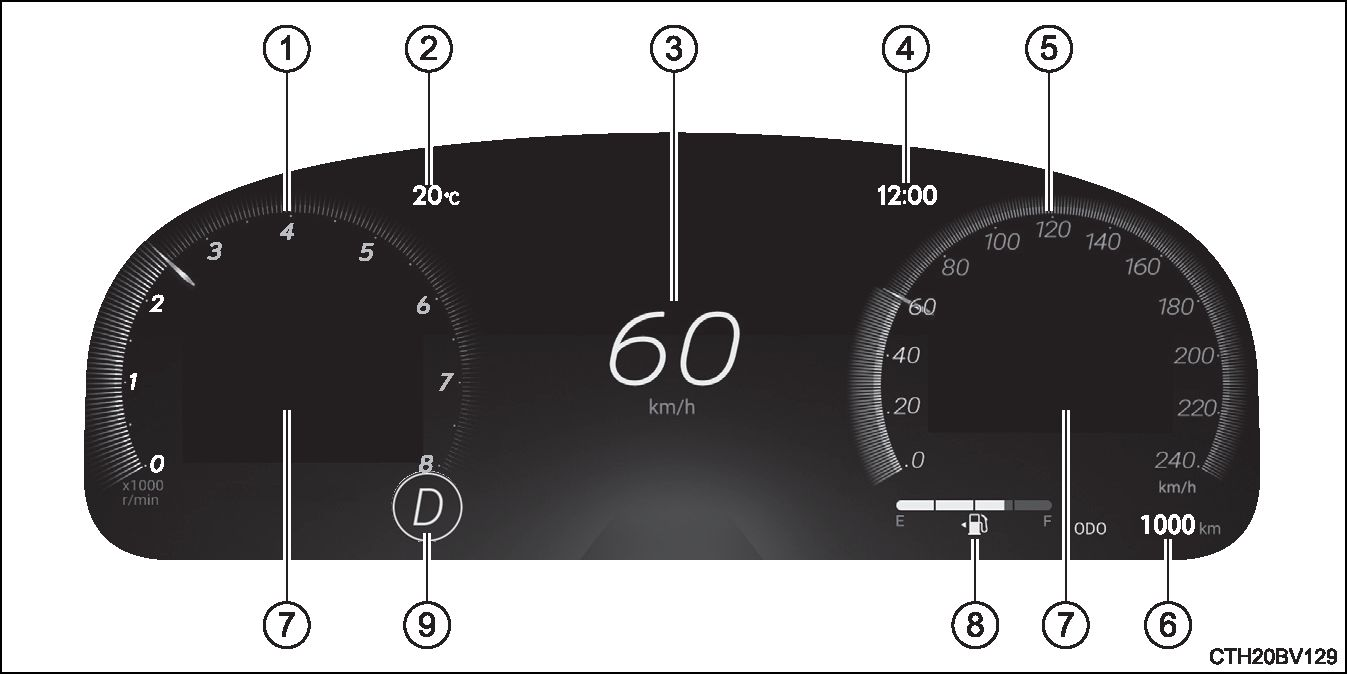 1 2 3 4 5
20°C 12:00
0 1 2 3 4 5 6 7 8
x1000
r/min
60
km/h
.0 20 40 60 80 100 120 140 160 180 200 220 240.
km/h
E F
ODO 1000 km
D
7 9 8 7 6
CTH20BV129